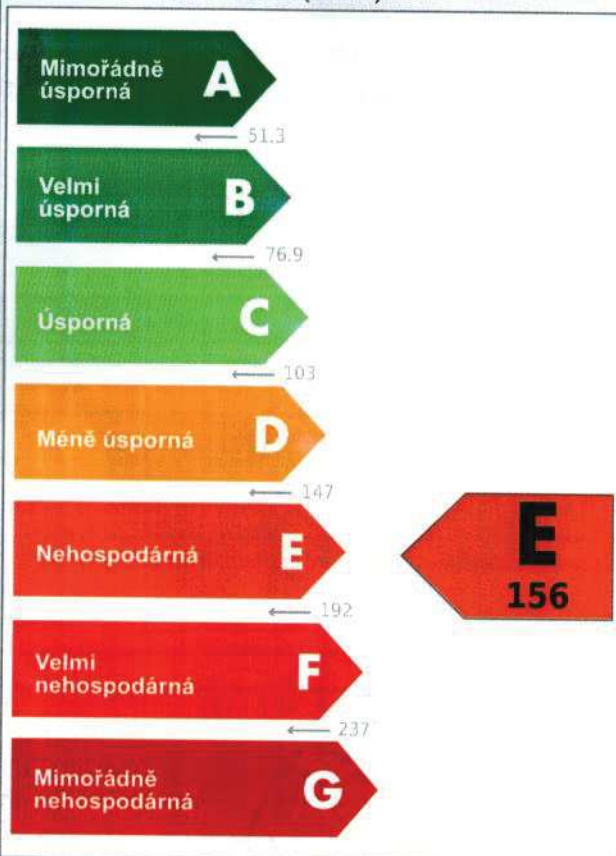 Mimořádně
úsporná
A
← 51.3
Velmi
úsporná
B
← 76.9
Úsporná
C
← 103
Méně úsporná
D
← 147
Nehospodárná
E
E
156
← 192
Velmi
nehospodárná
F
← 237
Mimořádně
nehospodárná
G